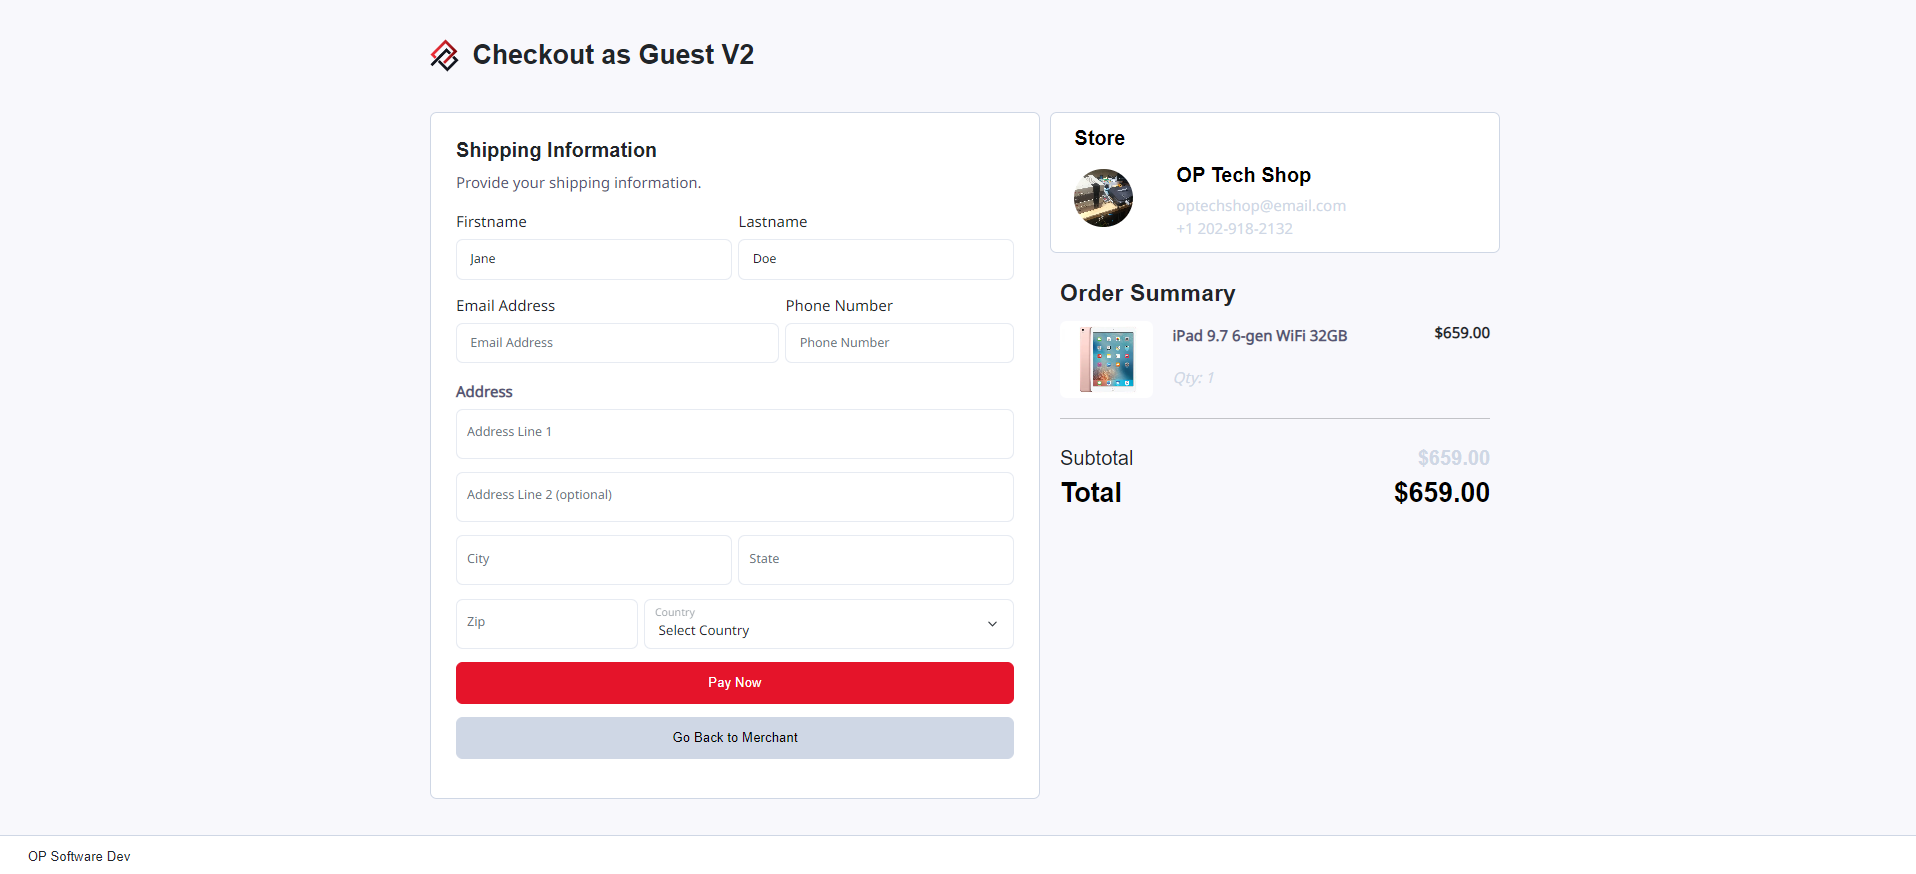 Checkout as Guest V2
Shipping Information
Provide your shipping information.
Firstname
Lastname
Jane
Doe
Email Address
Phone Number
Email Address
Phone Number
Address
Address Line 1
Address Line 2 (optional)
City
State
Zip
Country
Select Country
Pay Now
Go Back to Merchant
Store
OP Tech Shop
optechshop@email.com
+1 202-918-2132
Order Summary
iPad 9.7 6-gen WiFi 32GB
$659.00
Qty: 1
Subtotal
$659.00
Total
$659.00
OP Software Dev